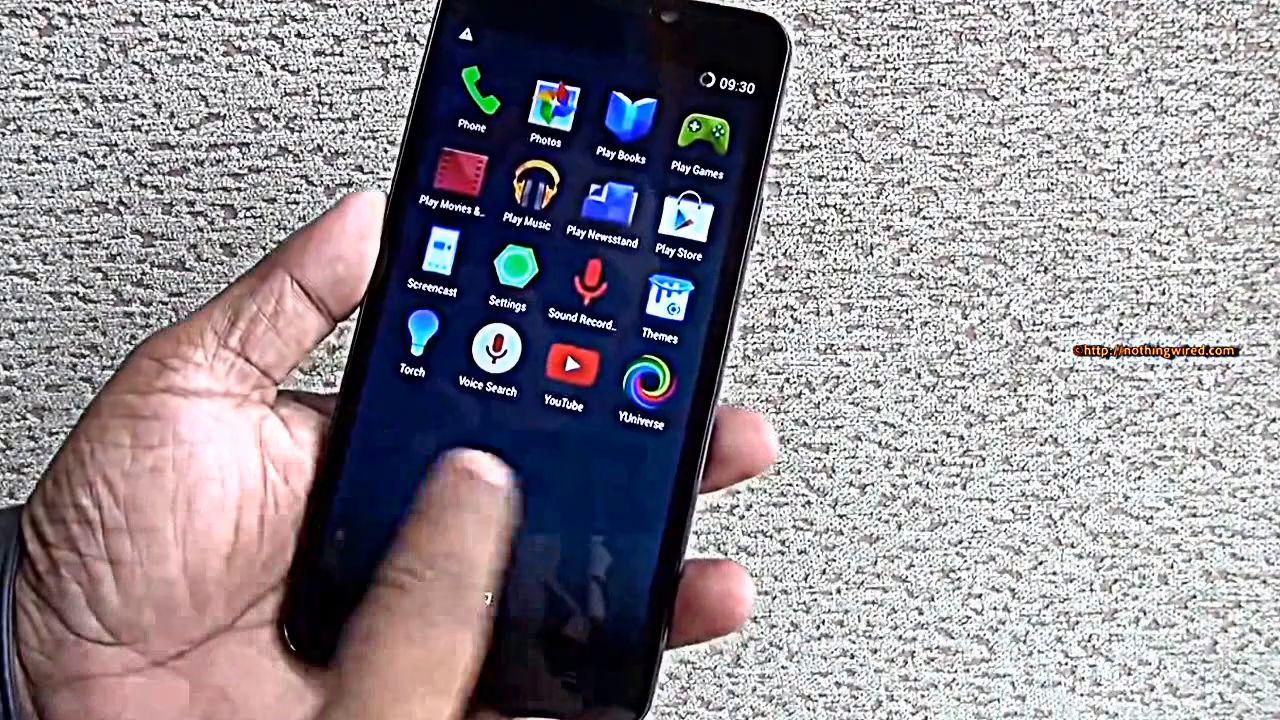 09:30
Phone
Photos
Play Books
Play Games
Play Movies &..
Play Music
Play Newsstand
Play Store
Screencast
Settings
Sound Record..
Themes
Torch
Voice Search
YouTube
YUniverse
©http://nothingwired.com